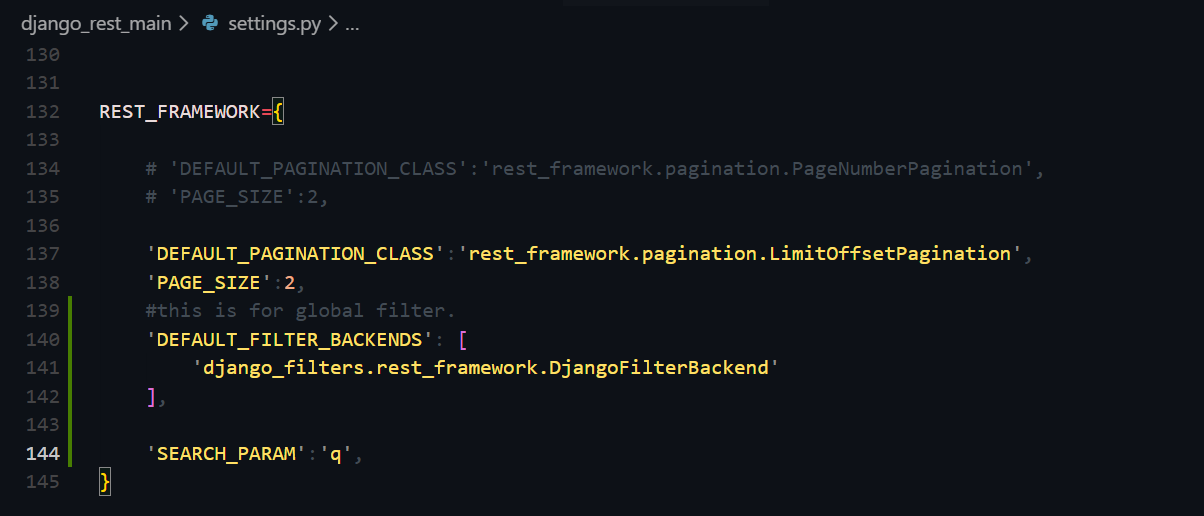 django_rest_main > settings.py > ...
130
131
132 REST_FRAMEWORK={
133
134 # 'DEFAULT_PAGINATION_CLASS':'rest_framework.pagination.PageNumberPagination',
135 # 'PAGE_SIZE':2,
136
137 'DEFAULT_PAGINATION_CLASS':'rest_framework.pagination.LimitOffsetPagination',
138 'PAGE_SIZE':2,
139 #this is for global filter.
140 'DEFAULT_FILTER_BACKENDS': [
141 'django_filters.rest_framework.DjangoFilterBackend'
142 ],
143
144 'SEARCH_PARAM':'q',
145 }